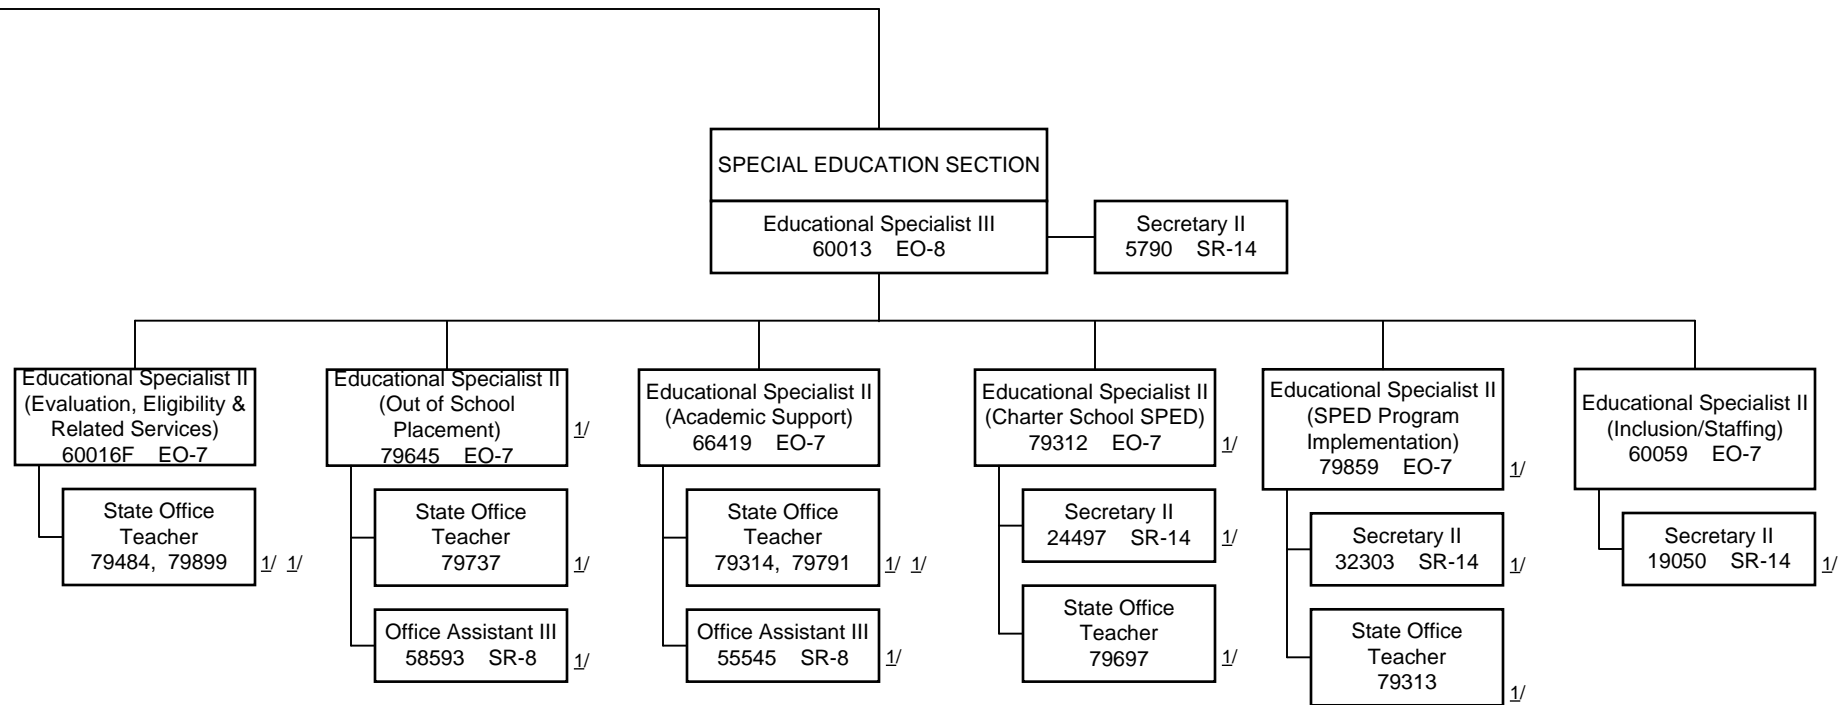 SPECIAL EDUCATION SECTION
Educational Specialist III
60013 EO-8
Secretary II
5790 SR-14
Educational Specialist II
(Evaluation, Eligibility &
Related Services)
60016F EO-7
State Office
Teacher
79484, 79899
1/ 1/
Educational Specialist II
(Out of School
Placement)
79645 EO-7
1/
State Office
Teacher
79737
1/
Office Assistant III
58593 SR-8
1/
Educational Specialist II
(Academic Support)
66419 EO-7
State Office
Teacher
79314, 79791
1/ 1/
Office Assistant III
55545 SR-8
1/
Educational Specialist II
(Charter School SPED)
79312 EO-7
1/
Secretary II
24497 SR-14
1/
State Office
Teacher
79697
1/
Educational Specialist II
(SPED Program
Implementation)
79859 EO-7
1/
Secretary II
32303 SR-14
1/
State Office
Teacher
79313
1/
Educational Specialist II
(Inclusion/Staffing)
60059 EO-7
Secretary II
19050 SR-14
1/